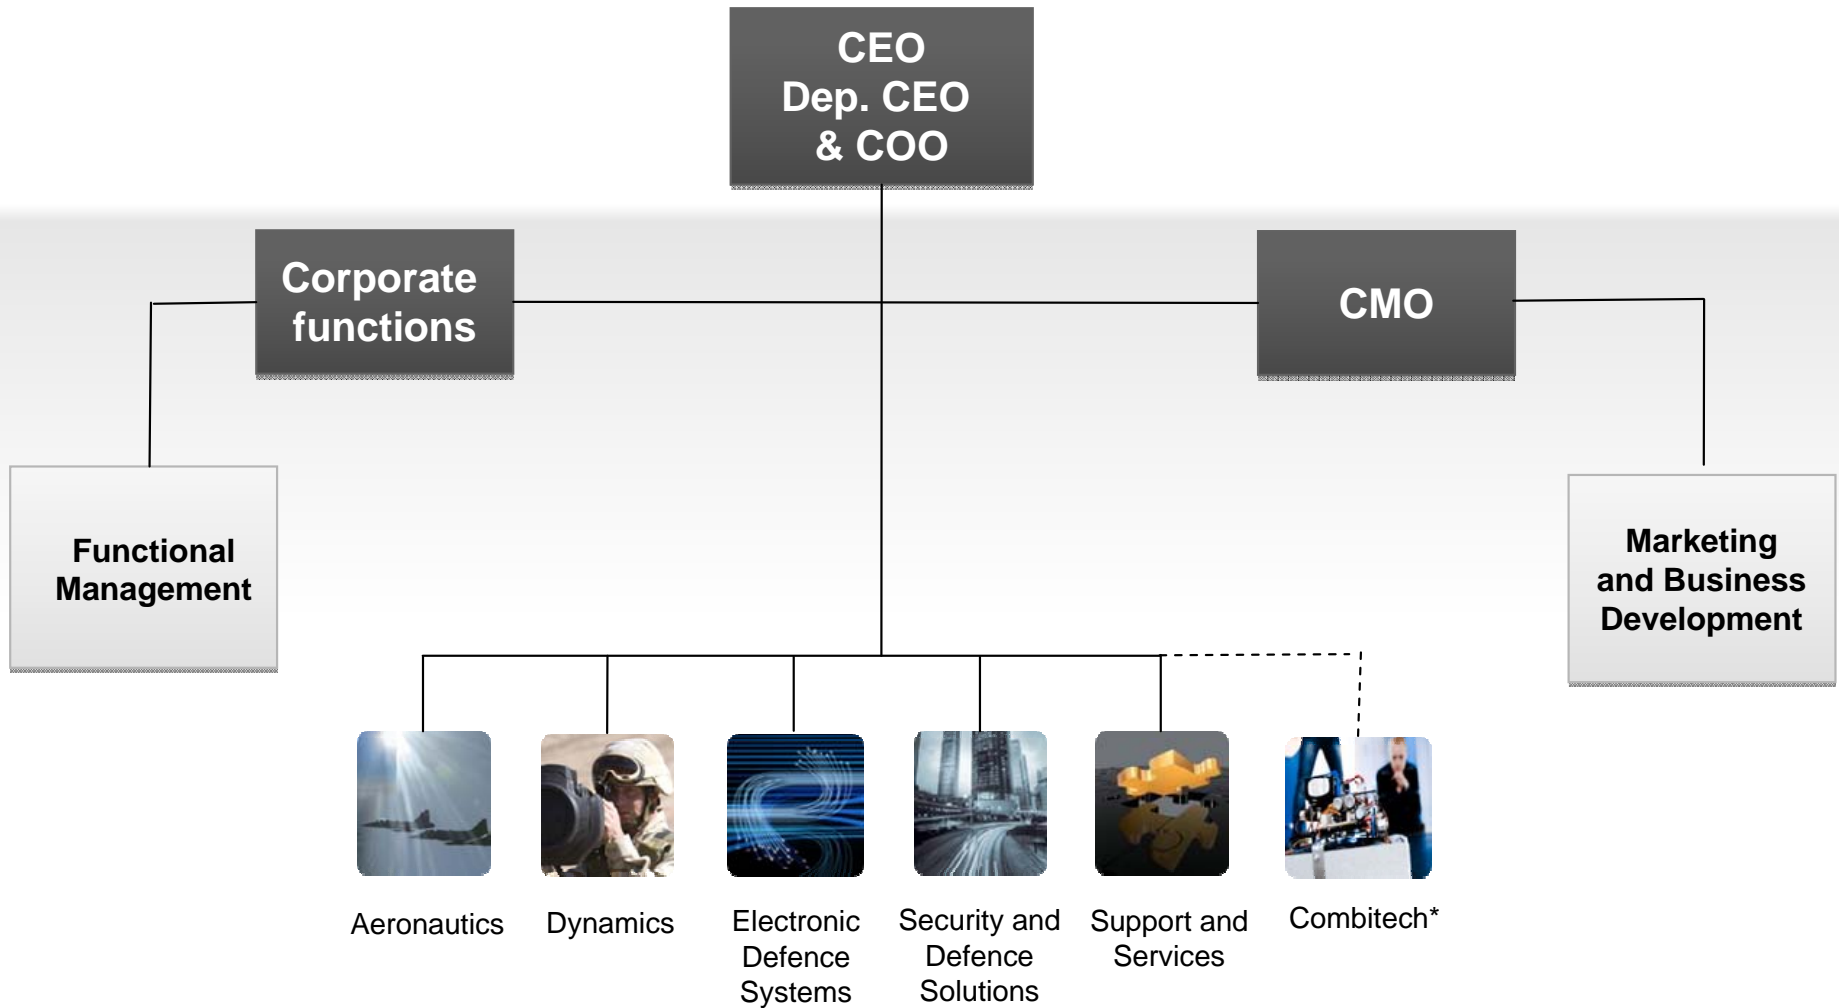 CEO
Dep. CEO
& COO
Corporate
functions
CMO
Functional
Management
Marketing
and Business
Development
Aeronautics
Dynamics
Electronic
Defence
Systems
Security and
Defence
Solutions
Support and
Services
Combitech*